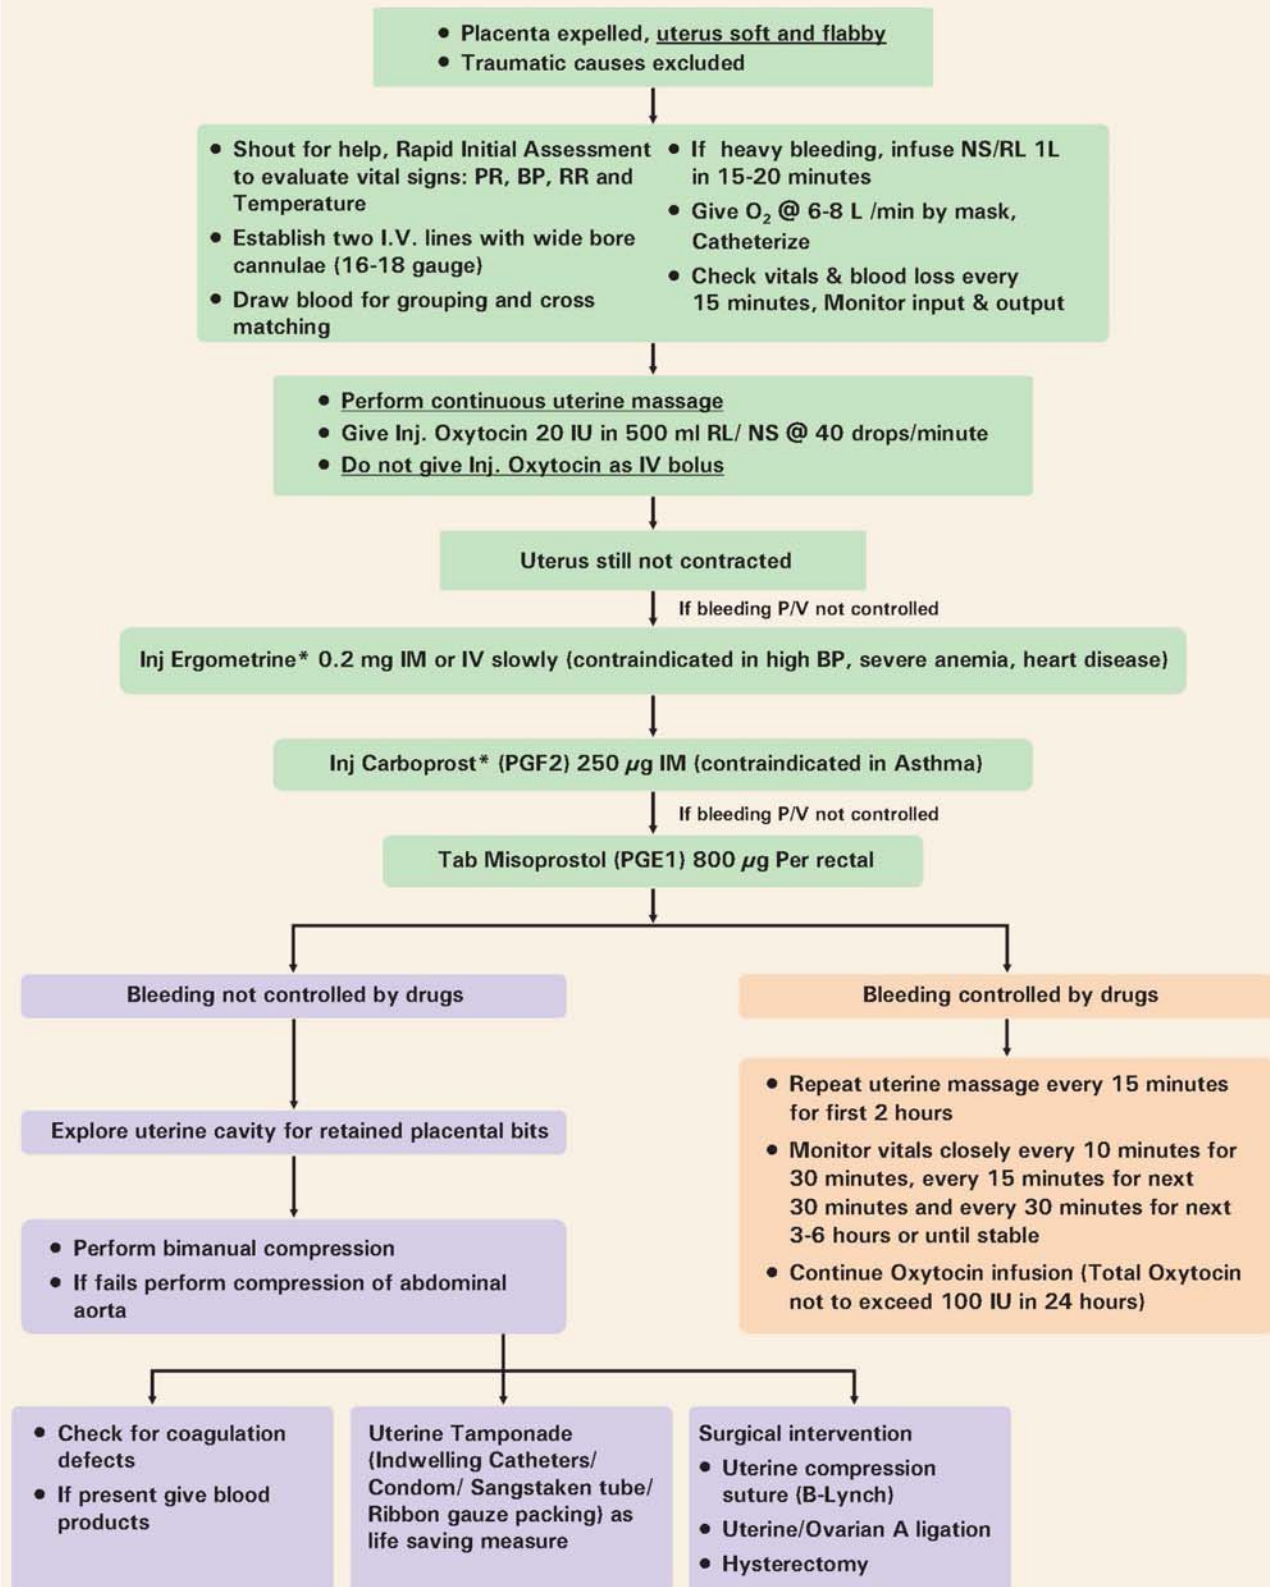 • Placenta expelled, uterus soft and flabby
• Traumatic causes excluded
• Shout for help, Rapid Initial Assessment
to evaluate vital signs: PR, BP, RR and
Temperature
• Establish two I.V. lines with wide bore
cannulae (16-18 gauge)
• Draw blood for grouping and cross
matching
• If heavy bleeding, infuse NS/RL 1L
in 15-20 minutes
• Give O₂ @ 6-8 L /min by mask,
Catheterize
• Check vitals & blood loss every
15 minutes, Monitor input & output
• Perform continuous uterine massage
• Give Inj. Oxytocin 20 IU in 500 ml RL/ NS @ 40 drops/minute
• Do not give Inj. Oxytocin as IV bolus
Uterus still not contracted
If bleeding P/V not controlled
Inj Ergometrine* 0.2 mg IM or IV slowly (contraindicated in high BP, severe anemia, heart disease)
Inj Carboprost* (PGF2) 250 µg IM (contraindicated in Asthma)
If bleeding P/V not controlled
Tab Misoprostol (PGE1) 800 µg Per rectal
Bleeding not controlled by drugs
Explore uterine cavity for retained placental bits
• Perform bimanual compression
• If fails perform compression of abdominal
aorta
Bleeding controlled by drugs
• Repeat uterine massage every 15 minutes
for first 2 hours
• Monitor vitals closely every 10 minutes for
30 minutes, every 15 minutes for next
30 minutes and every 30 minutes for next
3-6 hours or until stable
• Continue Oxytocin infusion (Total Oxytocin
not to exceed 100 IU in 24 hours)
• Check for coagulation
defects
• If present give blood
products
Uterine Tamponade
(Indwelling Catheters/
Condom/ Sangstaken tube/
Ribbon gauze packing) as
life saving measure
Surgical intervention
• Uterine compression
suture (B-Lynch)
• Uterine/Ovarian A ligation
• Hysterectomy